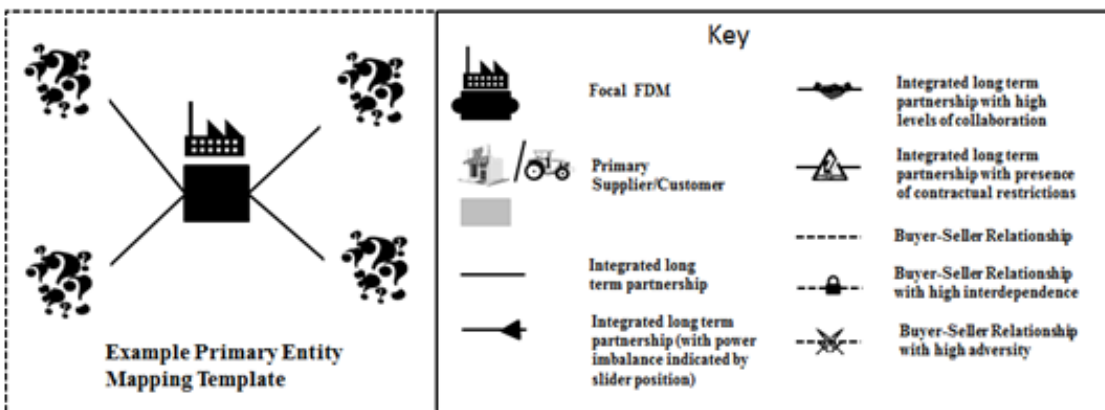 Example Primary Entity
Mapping Template
Key
Focal FDM
Primary
Supplier/Customer
Integrated long
term partnership
Integrated long term
partnership (with power
imbalance indicated by
slider position)
Integrated long term
partnership with high
levels of collaboration
Integrated long term
partnership with presence
of contractual restrictions
Buyer-Seller Relationship
Buyer-Seller Relationship
with high interdependence
Buyer-Seller Relationship
with high adversity